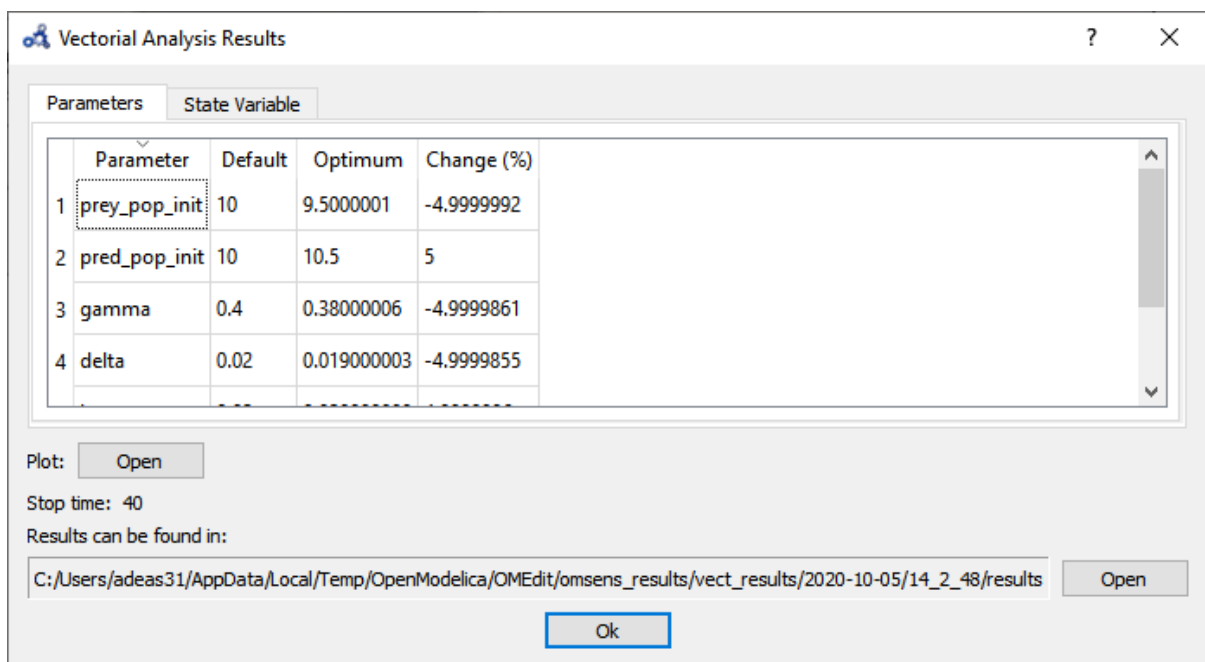 Vectorial Analysis Results ?
Parameters State Variable
Parameter Default Optimum Change (%)
1 prey_pop_init 10 9.5000001 -4.9999992
2 pred_pop_init 10 10.5 5
3 gamma 0.4 0.38000006 -4.9999861
4 delta 0.02 0.019000003 -4.9999855
Plot: Open
Stop time: 40
Results can be found in:
C:/Users/adeas31/AppData/Local/Temp/OpenModelica/OMEdit/omsens_results/vect_results/2020-10-05/14_2_48/results Open
Ok